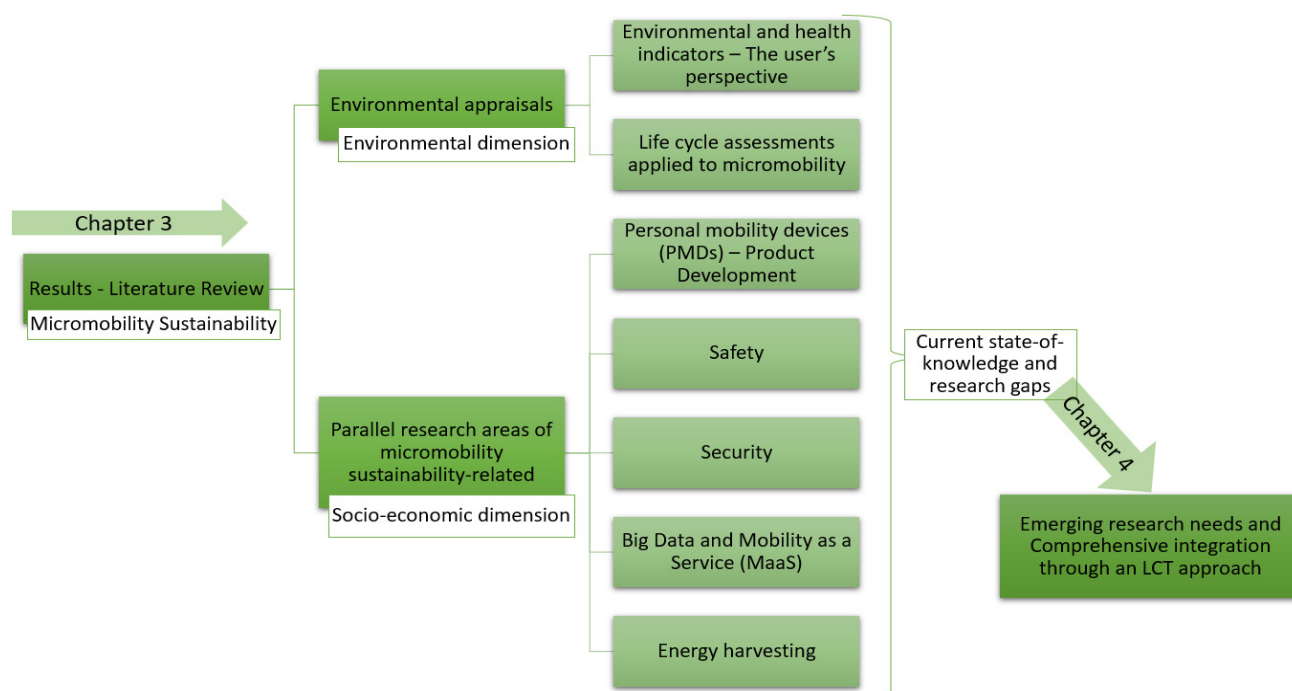 Chapter 3
Results - Literature Review
Micromobility Sustainability
Environmental appraisals
Environmental dimension
Parallel research areas of
micromobility
sustainability-related
Socio-economic dimension
Environmental and health
indicators – The user's
perspective
Life cycle assessments
applied to micromobility
Personal mobility devices
(PMDs) – Product
Development
Safety
Security
Big Data and Mobility as a
Service (MaaS)
Energy harvesting
Current state-of-
knowledge and
research gaps
Chapter 4
Emerging research needs and
Comprehensive integration
through an LCT approach